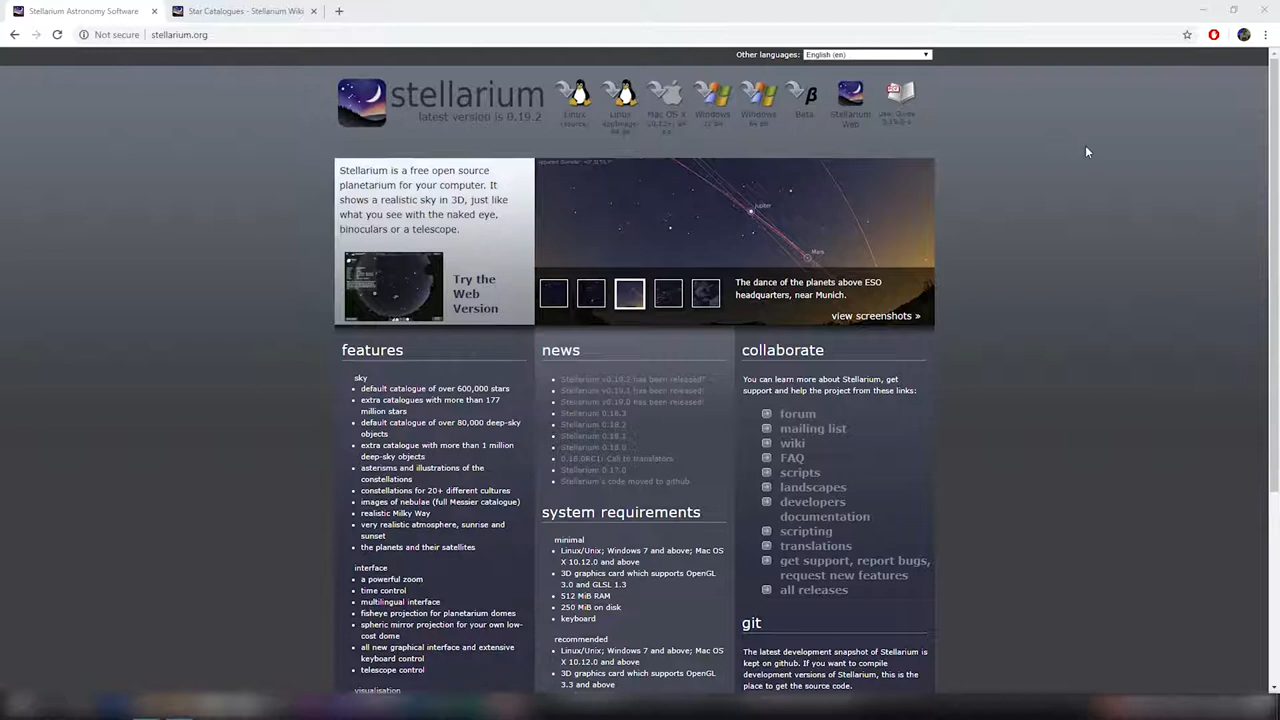 Stellarium Astronomy Software
Star Catalogues - Stellarium Wiki
Not secure
stellarium.org
Other languages:
English (en)
stellarium
latest version is 0.19.2
Linux
(source)
Linux
Mac OS X
Windows
Windows
Beta
Stellarium
Web
User Guide
Stellarium is a free open source
planetarium for your computer. It
shows a realistic sky in 3D, just like
what you see with the naked eye,
binoculars or a telescope.
Try the
Web
Version
Jupiter
Mars
The dance of the planets above ESO
headquarters, near Munich.
view screenshots »
features
sky
default catalogue of over 600,000 stars
extra catalogues with more than 177
million stars
default catalogue of over 80,000 deep-sky
objects
extra catalogue with more than 1 million
deep-sky objects
asterisms and illustrations of the
constellations
constellations for 20+ different cultures
images of nebulae (full Messier catalogue)
realistic Milky Way
very realistic atmosphere, sunrise and
sunset
the planets and their satellites
interface
a powerful zoom
time control
multilingual interface
fisheye projection for planetarium domes
spheric mirror projection for your own low-
cost dome
all new graphical interface and extensive
keyboard control
telescope control
visualisation
news
Stellarium v0.19.2 has been released!
Stellarium v0.19.1 has been released!
Stellarium v0.19.0 has been released!
Stellarium 0.18.3
Stellarium 0.18.2
Stellarium 0.18.1
Stellarium 0.18.0
0.18.0RC1: Call to translators
Stellarium 0.17.0
Stellarium's code moved to github
system requirements
minimal
Linux/Unix; Windows 7 and above; Mac OS
X 10.12.0 and above
3D graphics card which supports OpenGL
3.0 and GLSL 1.3
512 MiB RAM
250 MiB on disk
keyboard
recommended
Linux/Unix; Windows 7 and above; Mac OS
X 10.12.0 and above
3D graphics card which supports OpenGL
3.3 and above
collaborate
You can learn more about Stellarium, get
support and help the project from these links:
forum
mailing list
wiki
FAQ
scripts
landscapes
developers
documentation
scripting
translations
get support, report bugs,
request new features
all releases
git
The latest development snapshot of Stellarium is
kept on github. If you want to compile
development versions of Stellarium, this is the
place to get the source code.